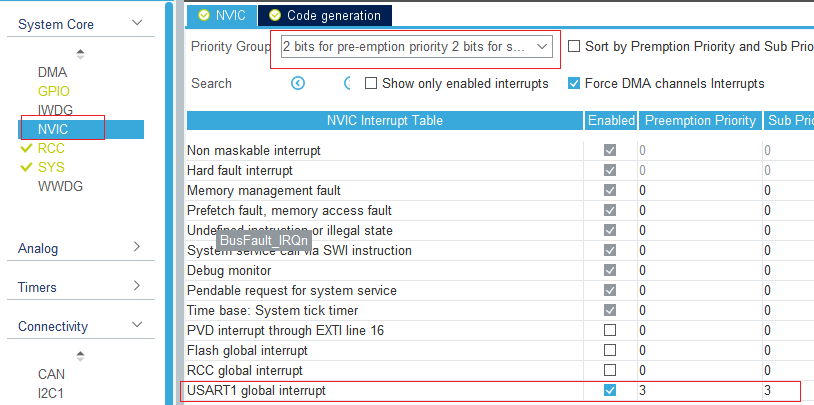 System Core
DMA
GPIO
IWDG
NVIC
RCC
SYS
WWDG
Analog
Timers
Connectivity
CAN
I2C1
NVIC Code generation
Priority Group 2 bits for pre-emption priority 2 bits for s... Sort by Premption Priority and Sub Prio
Search Show only enabled interrupts Force DMA channels Interrupts
NVIC Interrupt Table Enabled Preemption Priority Sub Prio
Non maskable interrupt 0 0
Hard fault interrupt 0 0
Memory management fault 0 0
Prefetch fault, memory access fault 0 0
Undefined instruction or illegal state 0 0
BusFault_IRQn
System service call via SWI instruction 0 0
Debug monitor 0 0
Pendable request for system service 0 0
Time base: System tick timer 0 0
PVD interrupt through EXTI line 16 0 0
Flash global interrupt 0 0
RCC global interrupt 0 0
USART1 global interrupt 3 3